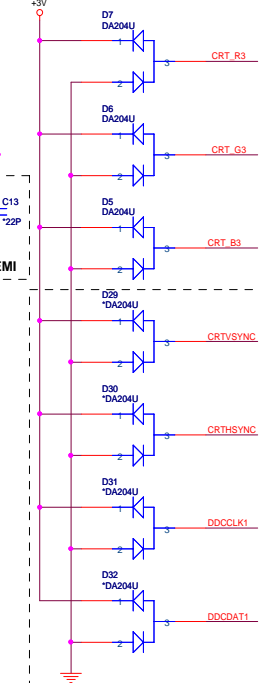 +3V
D7
DA204U
1
CRT_R3
3
2
D6
DA204U
1
CRT_G3
3
2
C13
*22P
D5
DA204U
1
CRT_B3
3
2
EMI
D29
*DA204U
1
CRTVSYNC
3
2
D30
*DA204U
1
CRTHSYNC
3
2
D31
*DA204U
1
DDCCLK1
3
2
D32
*DA204U
1
DDCDAT1
3
2